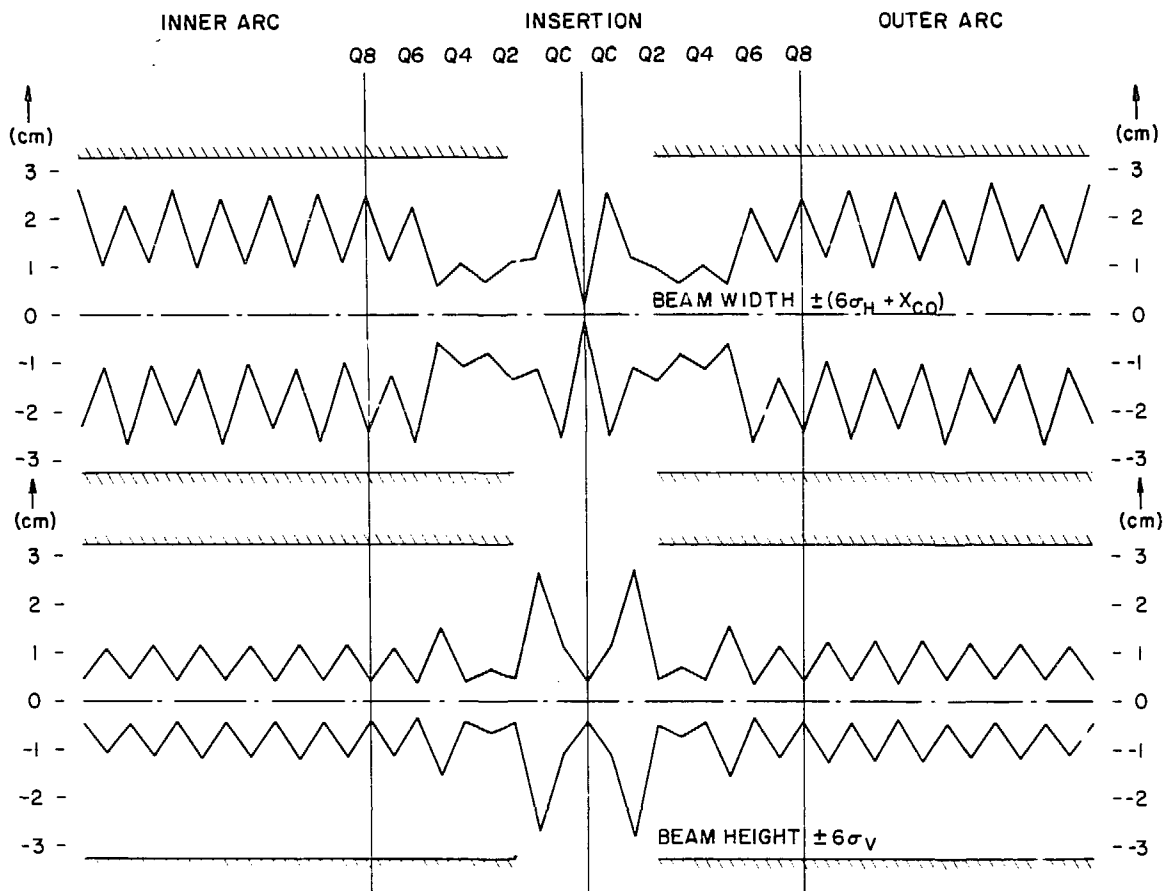 INNER ARC INSERTION OUTER ARC
Q8 Q6 Q4 Q2 QC QC Q2 Q4 Q6 Q8
(cm) (cm)
3 - - 3
2 - - 2
1 - - 1
BEAM WIDTH ±(6σH + XCO)
0 - - 0
-1 - - -1
-2 - - -2
-3 - - -3
(cm) (cm)
3 - - 3
2 - - 2
1 - - 1
0 - - 0
-1 - - -1
-2 - - -2
BEAM HEIGHT ±6σV
-3 - - -3